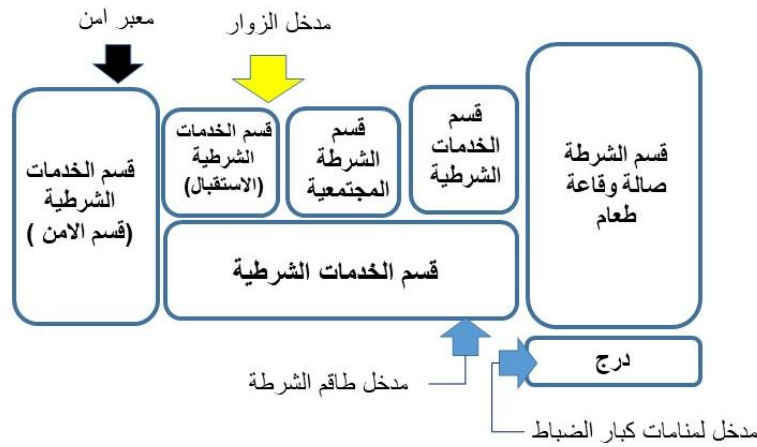 معبر امن
مدخل الزوار
قسم الخدمات
الشرطية
(قسم الامن )
قسم الخدمات
الشرطية
(الاستقبال)
قسم
الشرطة
المجتمعية
قسم
الخدمات
الشرطية
قسم الشرطة
صالة وقاعة
طعام
قسم الخدمات الشرطية
درج
مدخل طاقم الشرطة
مدخل لمنامات كبار الضباط